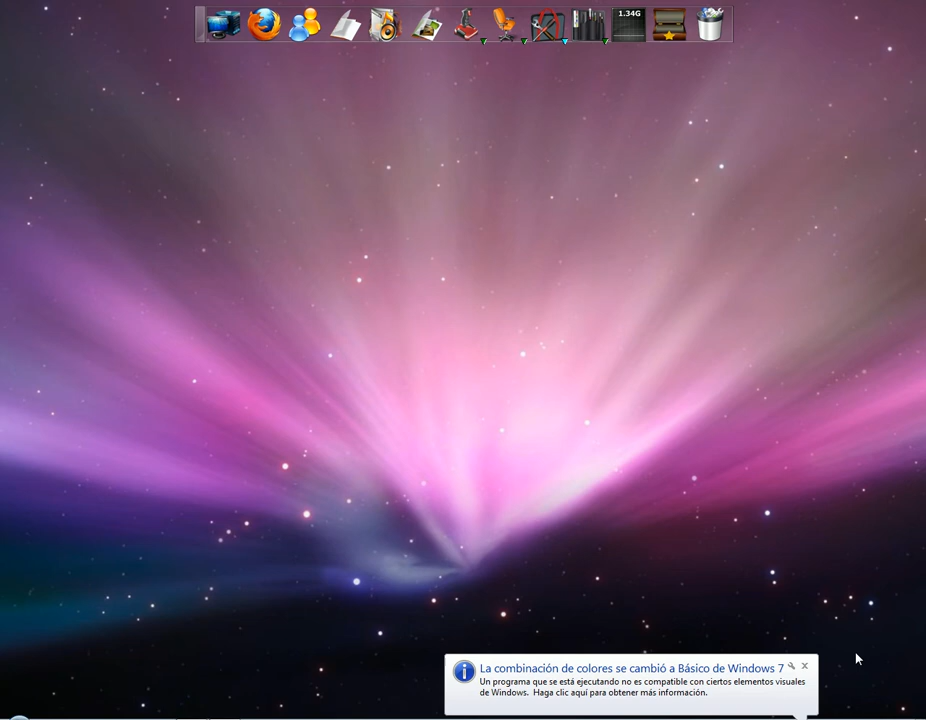 1.34G
La combinación de colores se cambió a Básico de Windows 7
Un programa que se está ejecutando no es compatible con ciertos elementos visuales
de Windows. Haga clic aquí para obtener más información.